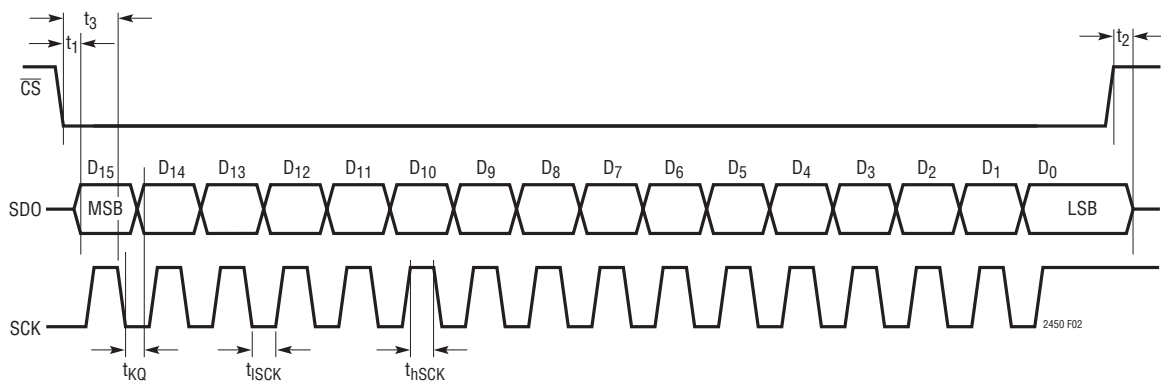 t3
t1
t2
CS
D15 D14 D13 D12 D11 D10 D9 D8 D7 D6 D5 D4 D3 D2 D1 D0
SDO MSB LSB
SCK
2450 F02
tKQ tlSCK thSCK